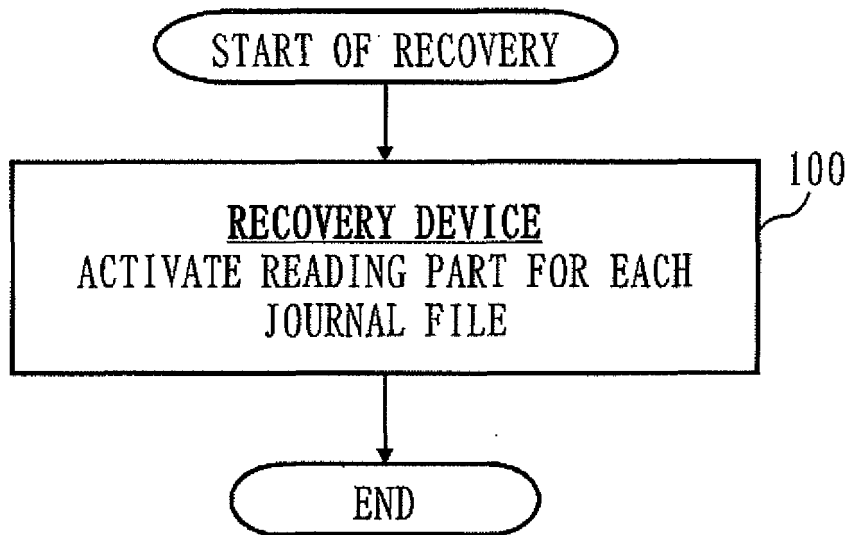 START OF RECOVERY
100
RECOVERY DEVICE
ACTIVATE READING PART FOR EACH
JOURNAL FILE
END